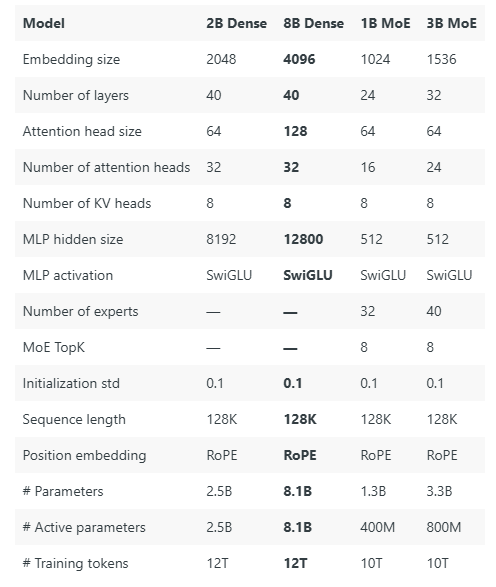 Model 2B Dense 8B Dense 1B MoE 3B MoE
Embedding size 2048 4096 1024 1536
Number of layers 40 40 24 32
Attention head size 64 128 64 64
Number of attention heads 32 32 16 24
Number of KV heads 8 8 8 8
MLP hidden size 8192 12800 512 512
MLP activation SwiGLU SwiGLU SwiGLU SwiGLU
Number of experts — — 32 40
MoE TopK — — 8 8
Initialization std 0.1 0.1 0.1 0.1
Sequence length 128K 128K 128K 128K
Position embedding RoPE RoPE RoPE RoPE
# Parameters 2.5B 8.1B 1.3B 3.3B
# Active parameters 2.5B 8.1B 400M 800M
# Training tokens 12T 12T 10T 10T